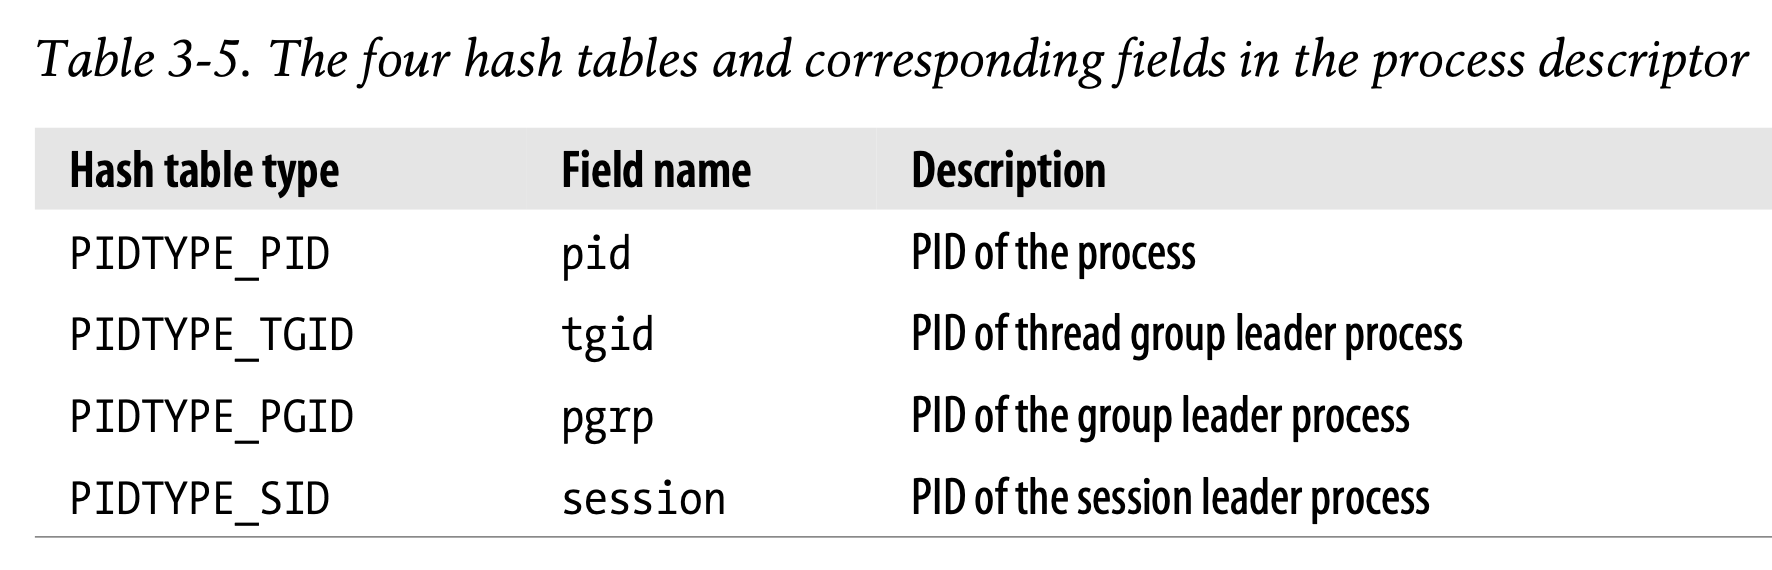 Table 3-5. The four hash tables and corresponding fields in the process descriptor
Hash table type Field name Description
PIDTYPE_PID pid PID of the process
PIDTYPE_TGID tgid PID of thread group leader process
PIDTYPE_PGID pgrp PID of the group leader process
PIDTYPE_SID session PID of the session leader process